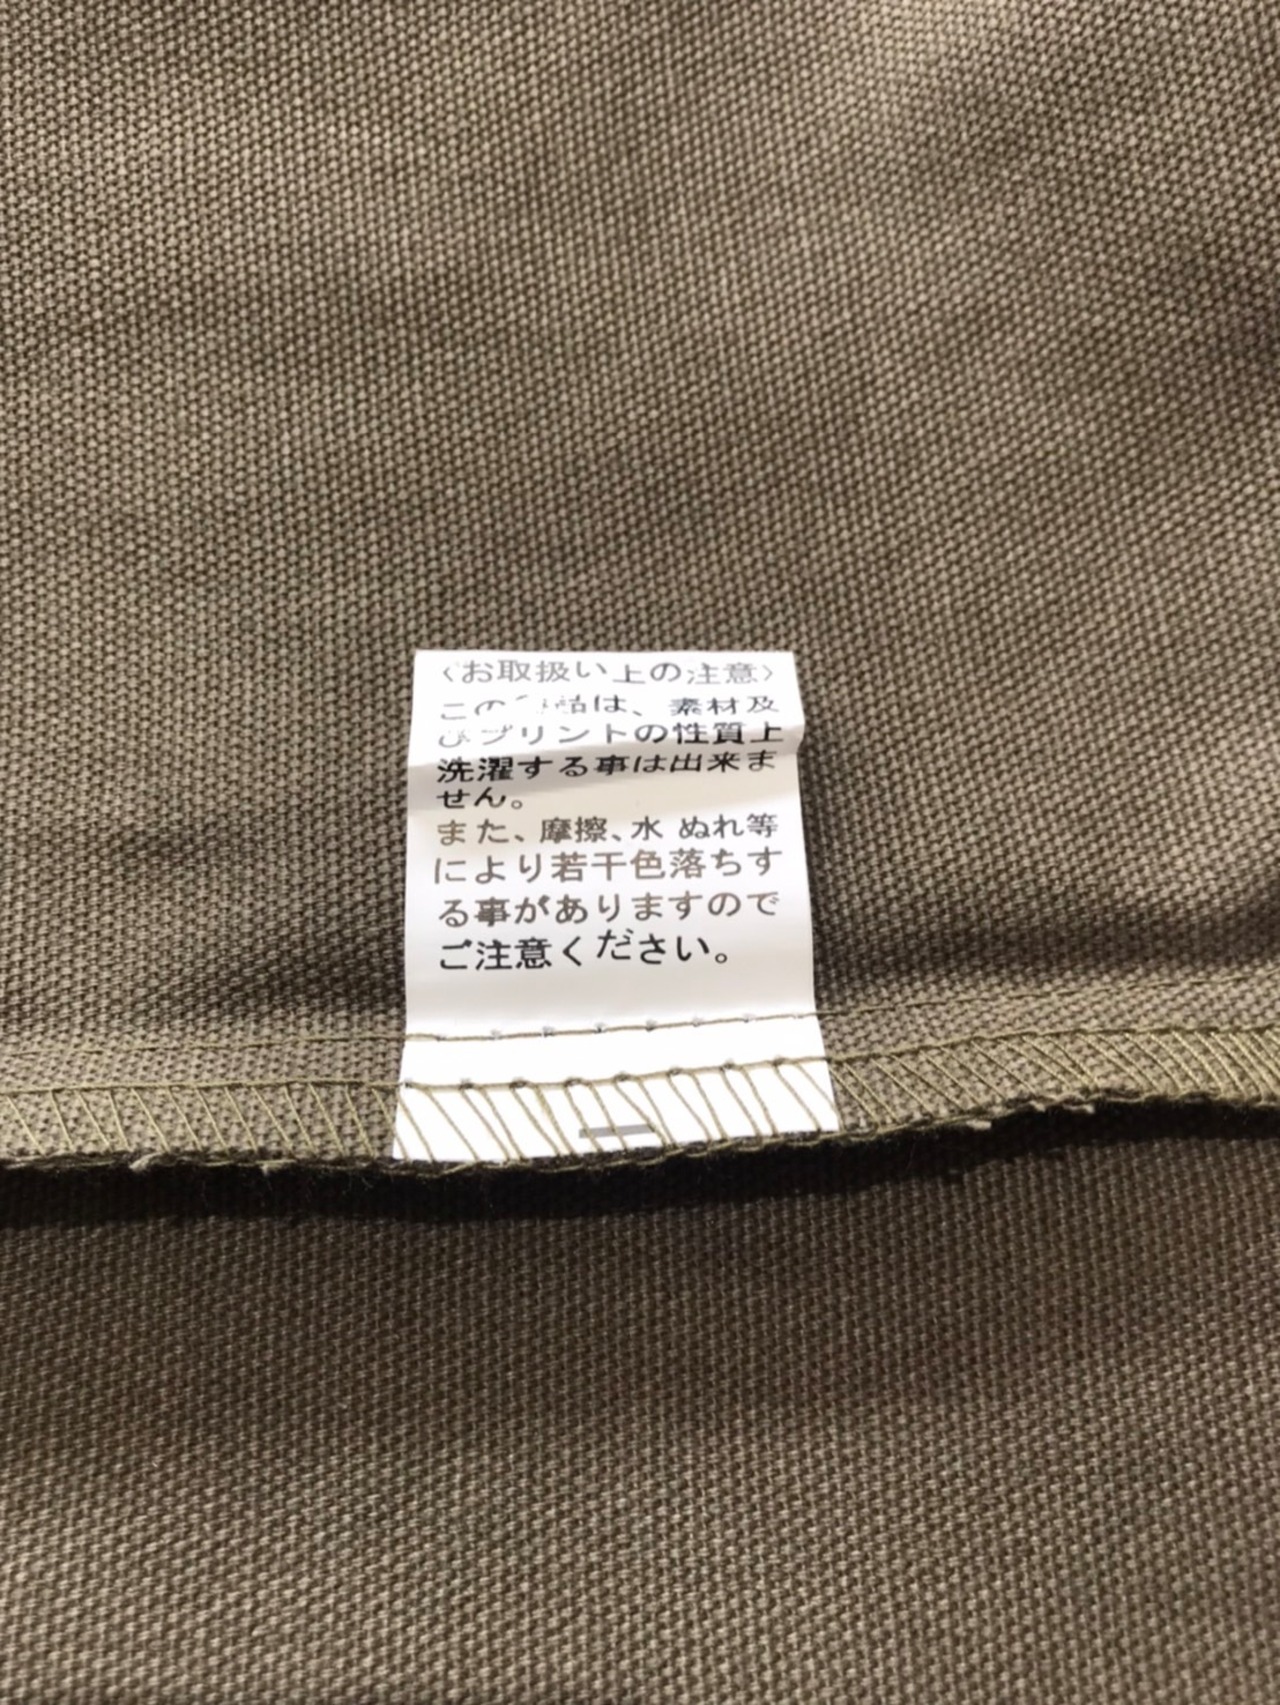 〈お取扱い上の注意〉
この は、素材及
びプリントの性質上
洗濯する事は出来ま
せん。
また、摩擦、水 ぬれ等
により若干色落ちす
る事がありますので
ご注意ください。